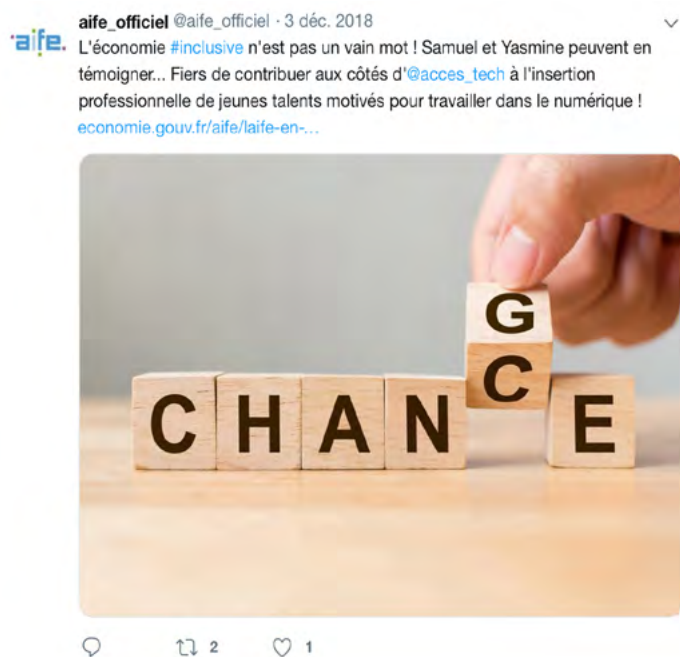 aife_officiel @aife_officiel · 3 déc. 2018
aife.
L'économie #inclusive n'est pas un vain mot ! Samuel et Yasmine peuvent en
témoigner... Fiers de contribuer aux côtés d'@acces_tech à l'insertion
professionnelle de jeunes talents motivés pour travailler dans le numérique !
economie.gouv.fr/aife/laife-en-...
G
C
CHAN E
2 1